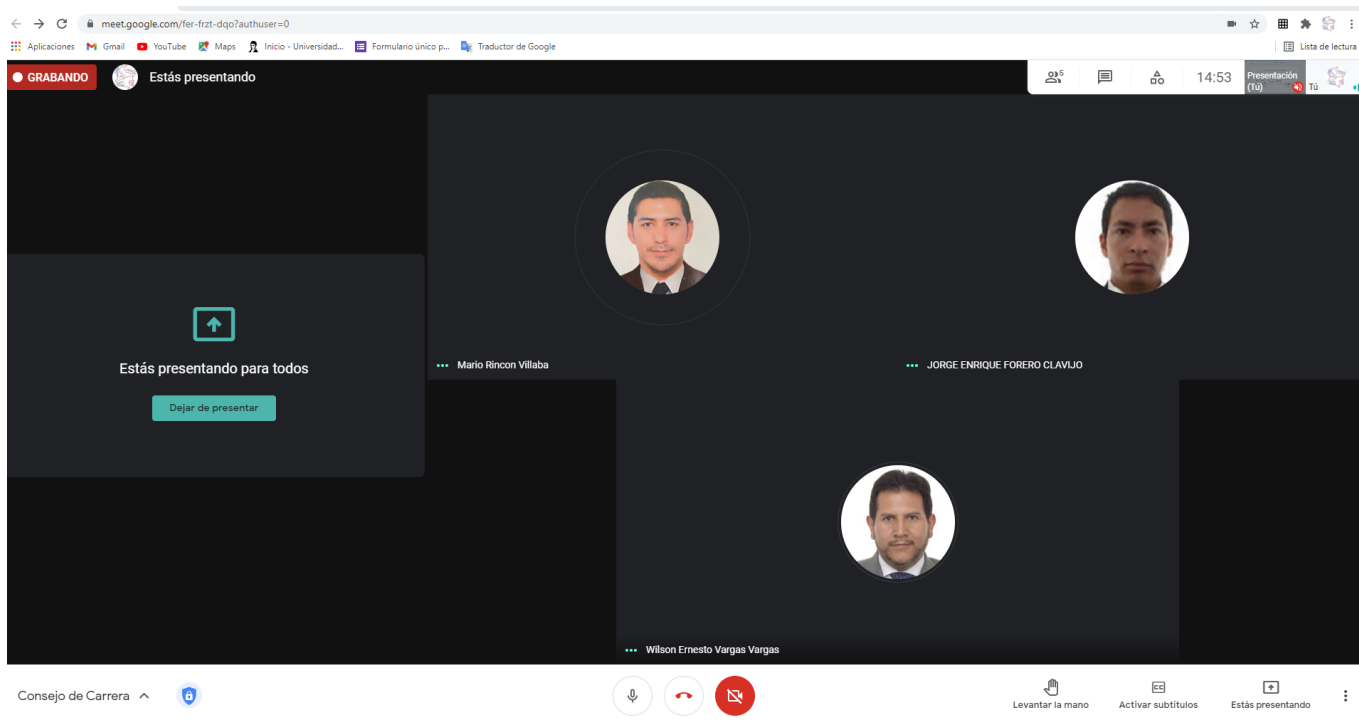 meet.google.com/fer-frzt-dqo?authuser=0
Aplicaciones Gmail YouTube Maps Inicio - Universidad... Formulario único p... Traductor de Google Lista de lectura
GRABANDO Estás presentando 5 14:53 Presentación (Tú) Tú
Estás presentando para todos
Dejar de presentar
Mario Rincon Villaba
JORGE ENRIQUE FORERO CLAVIJO
Wilson Ernesto Vargas Vargas
Consejo de Carrera
Levantar la mano
CC
Activar subtítulos
Estás presentando